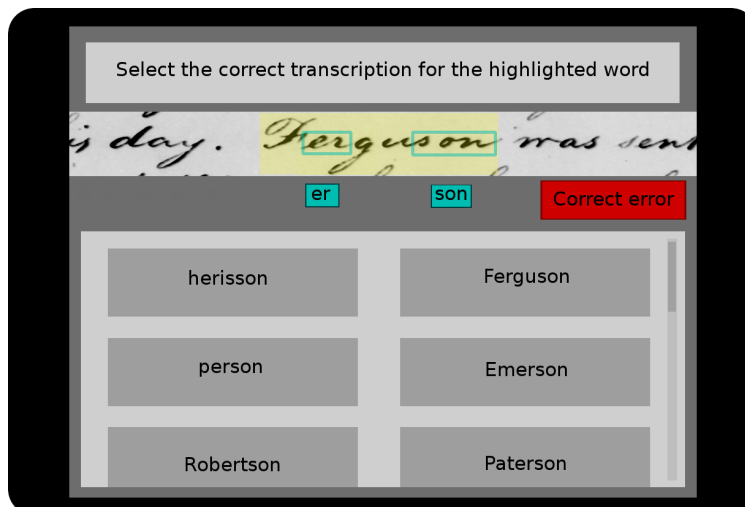 Select the correct transcription for the highlighted word
is day. Ferguson was sent
er son Correct error
herisson Ferguson
person Emerson
Robertson Paterson